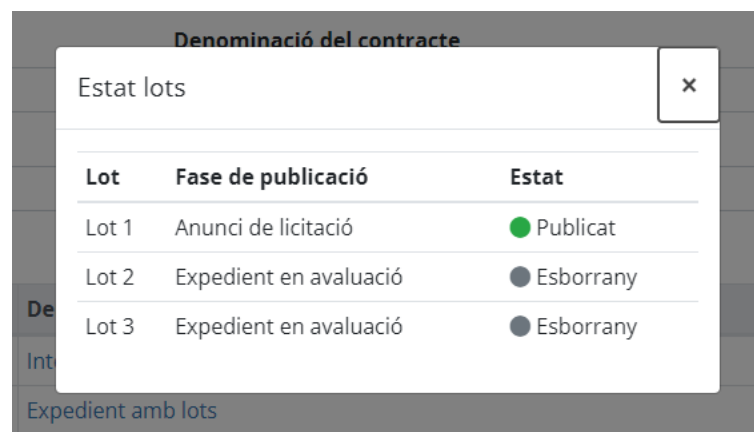 Denominació del contracte
Estat lots ×
Lot Fase de publicació Estat
Lot 1 Anunci de licitació Publicat
Lot 2 Expedient en avaluació Esborrany
De
Lot 3 Expedient en avaluació Esborrany
Int
Expedient amb lots